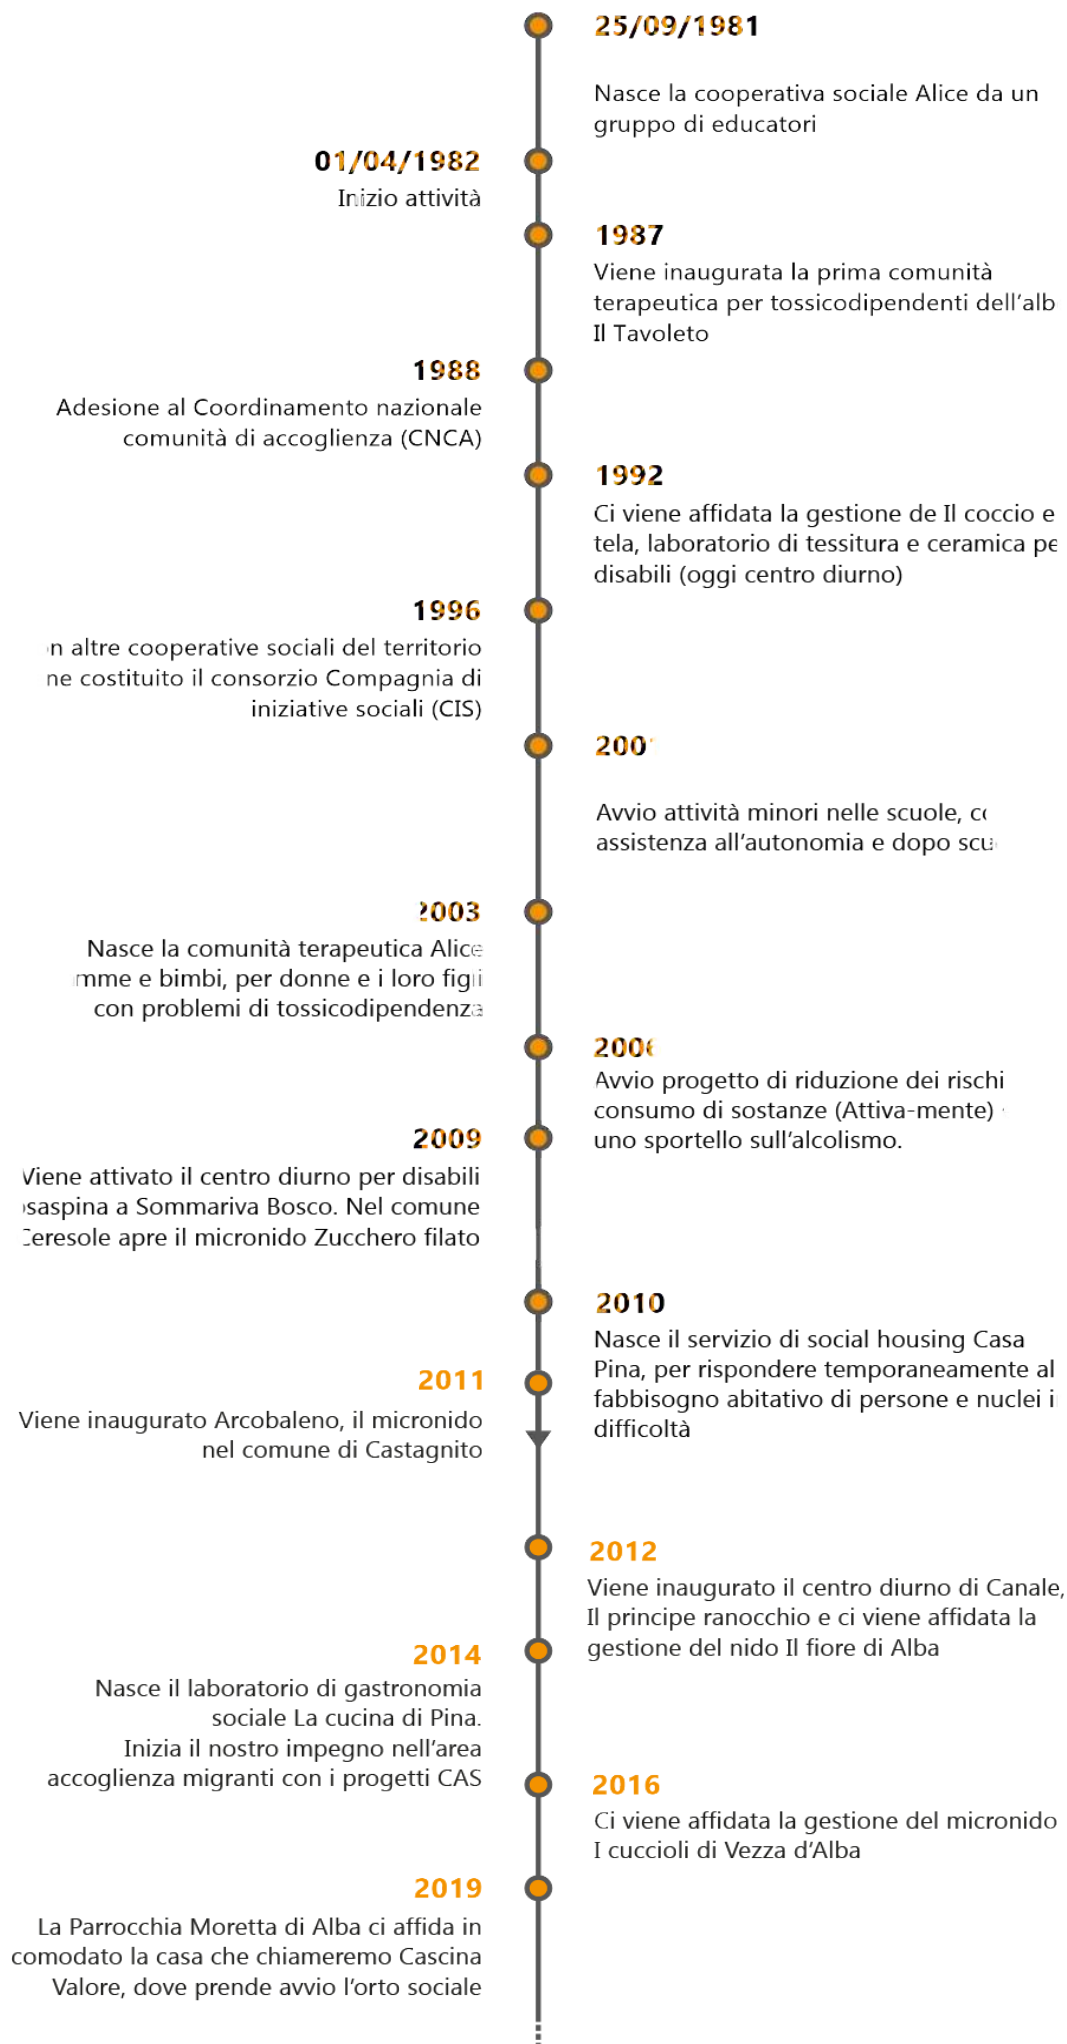 25/09/1981
Nasce la cooperativa sociale Alice da un
gruppo di educatori
01/04/1982
Inizio attività
1987
Viene inaugurata la prima comunità
terapeutica per tossicodipendenti dell'alb
Il Tavoleto
1988
Adesione al Coordinamento nazionale
comunità di accoglienza (CNCA)
1992
Ci viene affidata la gestione de Il coccio e
tela, laboratorio di tessitura e ceramica pe
disabili (oggi centro diurno)
1996
n altre cooperative sociali del territorio
ne costituito il consorzio Compagnia di
iniziative sociali (CIS)
200
Avvio attività minori nelle scuole,
assistenza all'autonomia e dopo
2003
Nasce la comunità terapeutica Alice
mme e bimbi, per donne e i loro figli
con problemi di tossicodipendenza
2006
Avvio progetto di riduzione dei rischi
consumo di sostanze (Attiva-mente)
uno sportello sull'alcolismo.
2009
Viene attivato il centro diurno per disabili
osaspina a Sommariva Bosco. Nel comune
Ceresole apre il micronido Zucchero filato
2010
Nasce il servizio di social housing Casa
Pina, per rispondere temporaneamente al
fabbisogno abitativo di persone e nuclei i
difficoltà
2011
Viene inaugurato Arcobaleno, il micronido
nel comune di Castagnito
2012
Viene inaugurato il centro diurno di Canale,
Il principe ranocchio e ci viene affidata la
gestione del nido Il fiore di Alba
2014
Nasce il laboratorio di gastronomia
sociale La cucina di Pina.
Inizia il nostro impegno nell'area
accoglienza migranti con i progetti CAS
2016
Ci viene affidata la gestione del micronido
I cuccioli di Vezza d'Alba
2019
La Parrocchia Moretta di Alba ci affida in
comodato la casa che chiameremo Cascina
Valore, dove prende avvio l'orto sociale